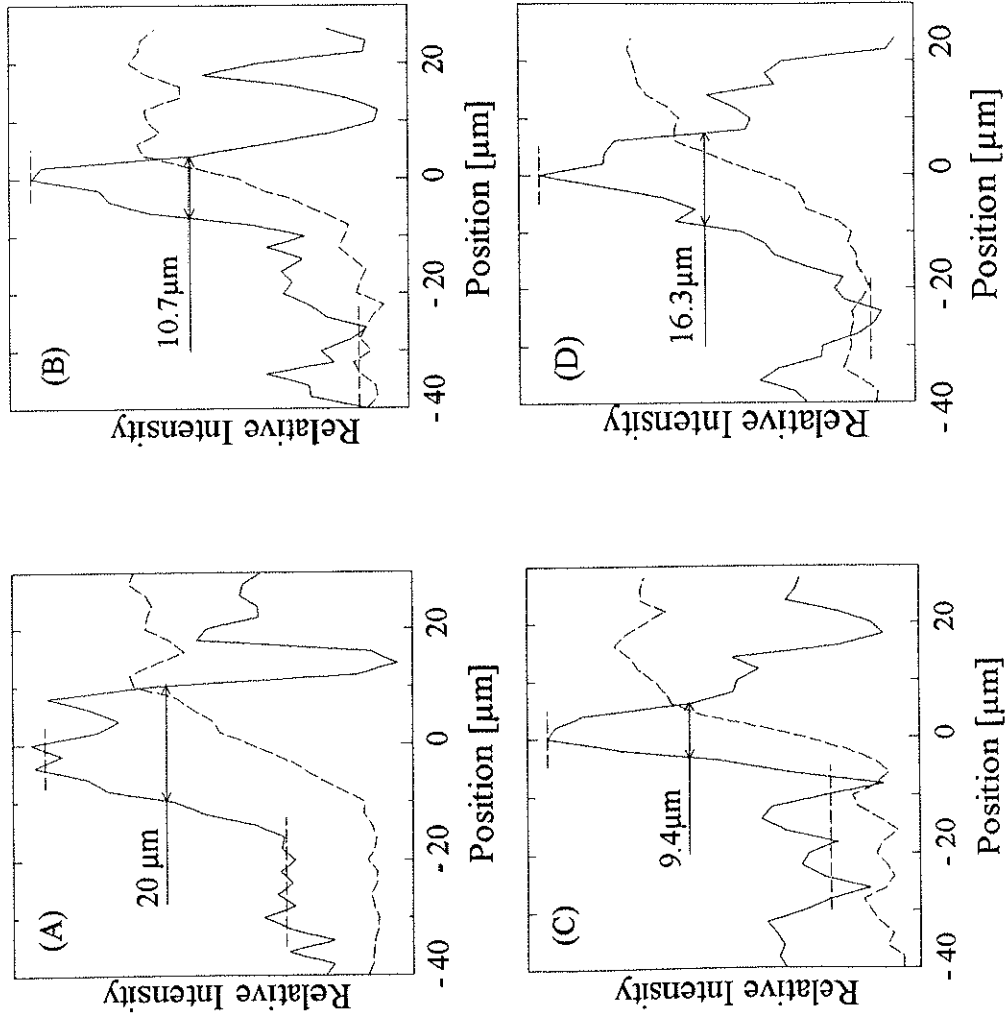 (A)
20 µm
Relative Intensity
- 40
- 20
0
20
Position [µm]
(B)
10.7µm
Relative Intensity
- 40
- 20
0
20
Position [µm]
(C)
9.4µm
Relative Intensity
- 40
- 20
0
20
Position [µm]
(D)
16.3µm
Relative Intensity
- 40
- 20
0
20
Position [µm]